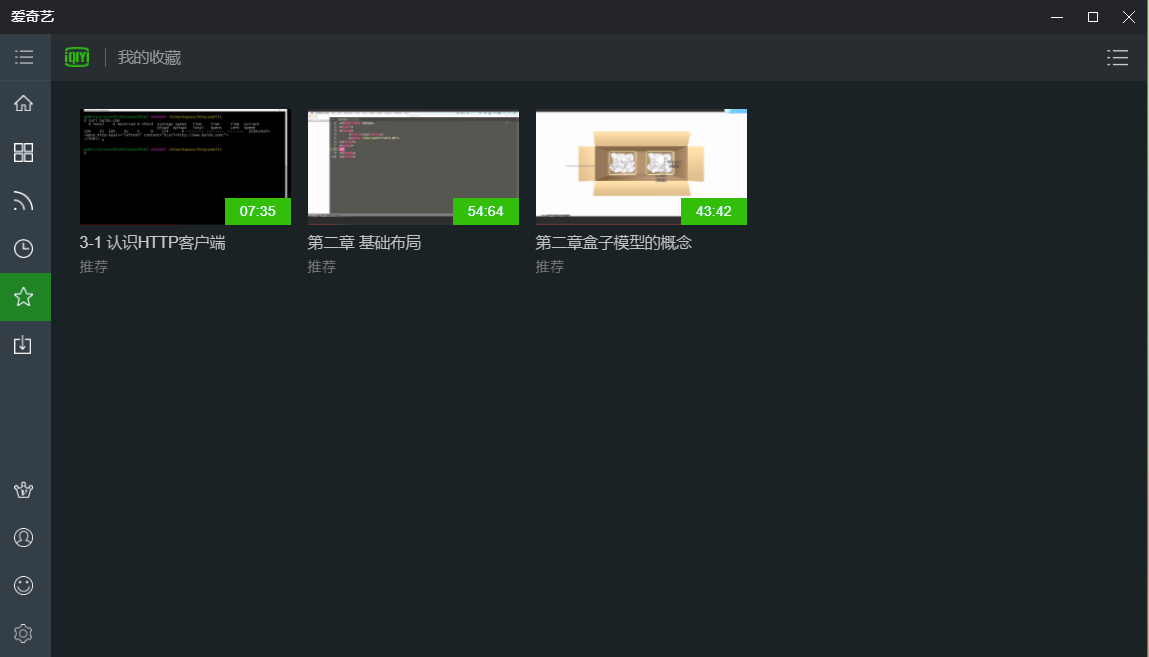 爱奇艺
iQIYI
我的收藏
07:35
54:64
43:42
3-1 认识HTTP客户端
第二章 基础布局
第二章盒子模型的概念
推荐
推荐
推荐